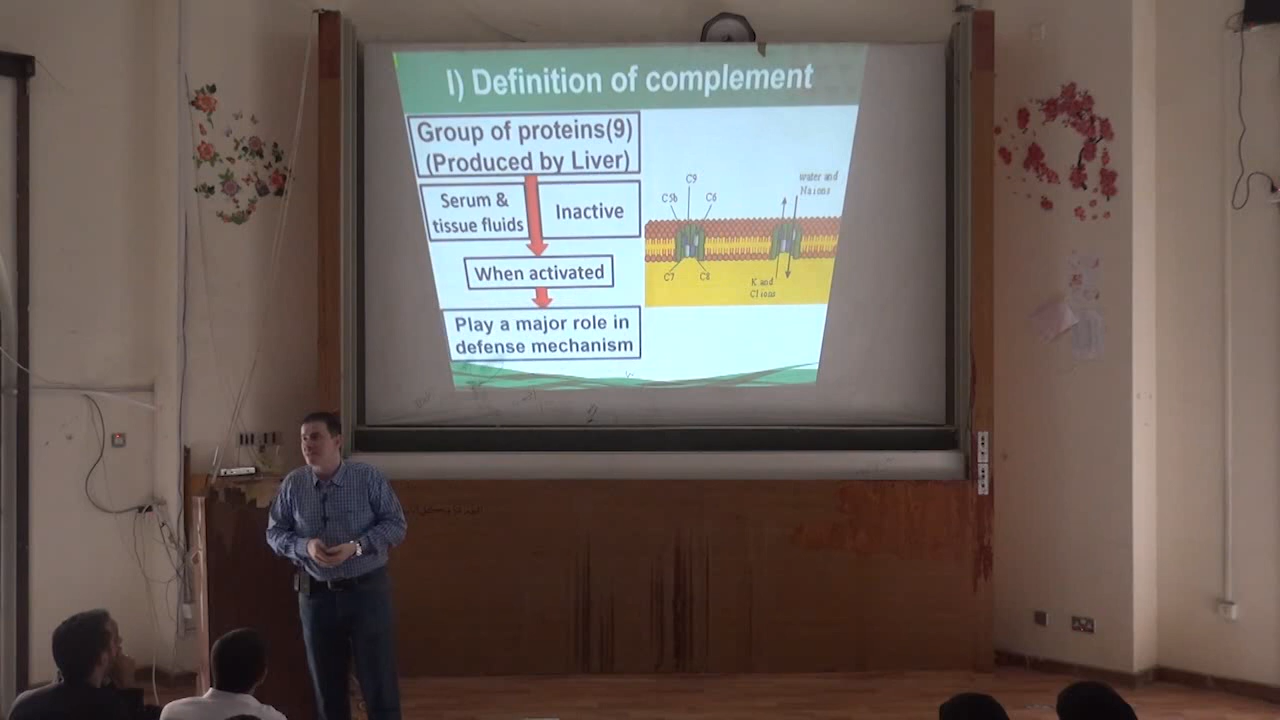 I) Definition of complement
Group of proteins(9)
(Produced by Liver)
Serum &
tissue fluids
Inactive
When activated
Play a major role in
defense mechanism
C9
C5b
C6
C7
C8
water and
Na ions
K and
Cl ions